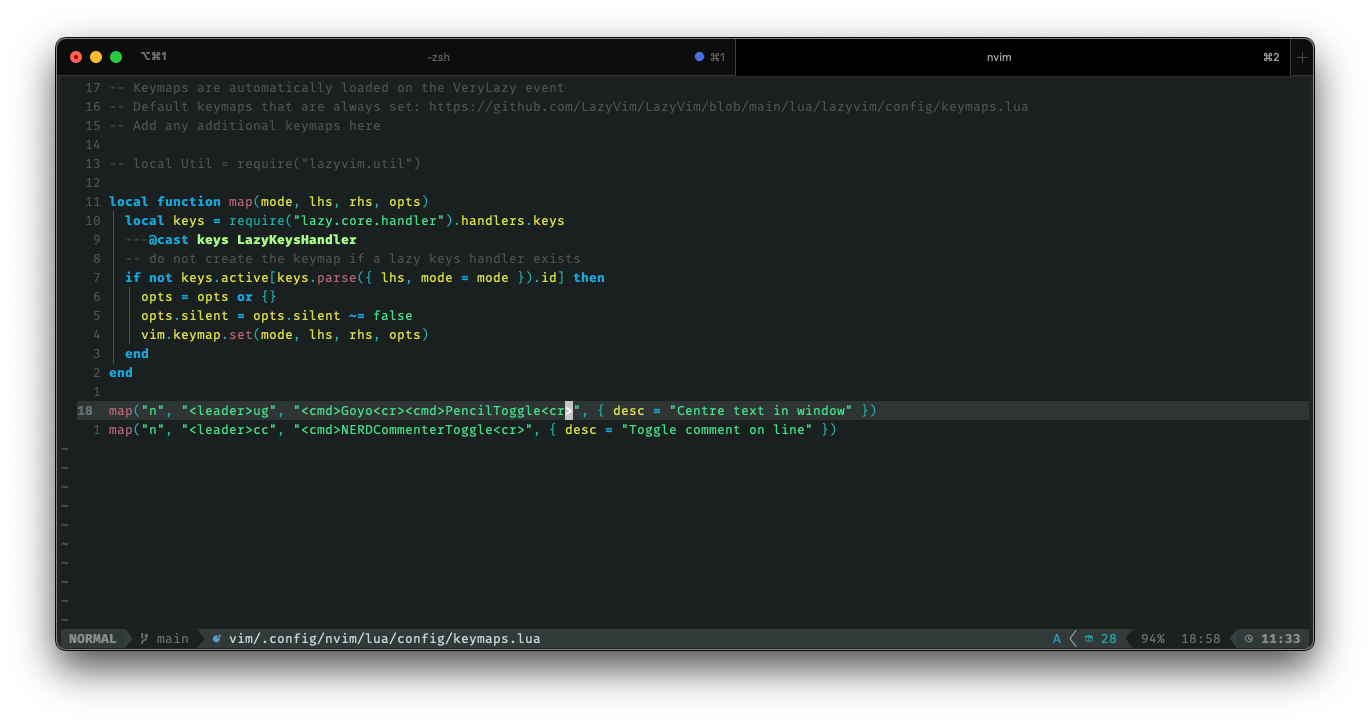 ⌥⌘1 -zsh ⌘1 nvim ⌘2 +
17 -- Keymaps are automatically loaded on the VeryLazy event
16 -- Default keymaps that are always set: https://github.com/LazyVim/LazyVim/blob/main/lua/lazyvim/config/keymaps.lua
15 -- Add any additional keymaps here
14
13 -- local Util = require("lazyvim.util")
12
11 local function map(mode, lhs, rhs, opts)
10   local keys = require("lazy.core.handler").handlers.keys
9   ---@cast keys LazyKeysHandler
8   -- do not create the keymap if a lazy keys handler exists
7   if not keys.active[keys.parse({ lhs, mode = mode }).id] then
6     opts = opts or {}
5     opts.silent = opts.silent ~= false
4     vim.keymap.set(mode, lhs, rhs, opts)
3   end
2 end
1
18 map("n", "<leader>ug", "<cmd>Goyo<cr><cmd>PencilToggle<cr>", { desc = "Centre text in window" })
1 map("n", "<leader>cc", "<cmd>NERDCommenterToggle<cr>", { desc = "Toggle comment on line" })
~
~
~
~
~
~
~
~
~
~
NORMAL main vim/.config/nvim/lua/config/keymaps.lua A 28 94% 18:58 11:33